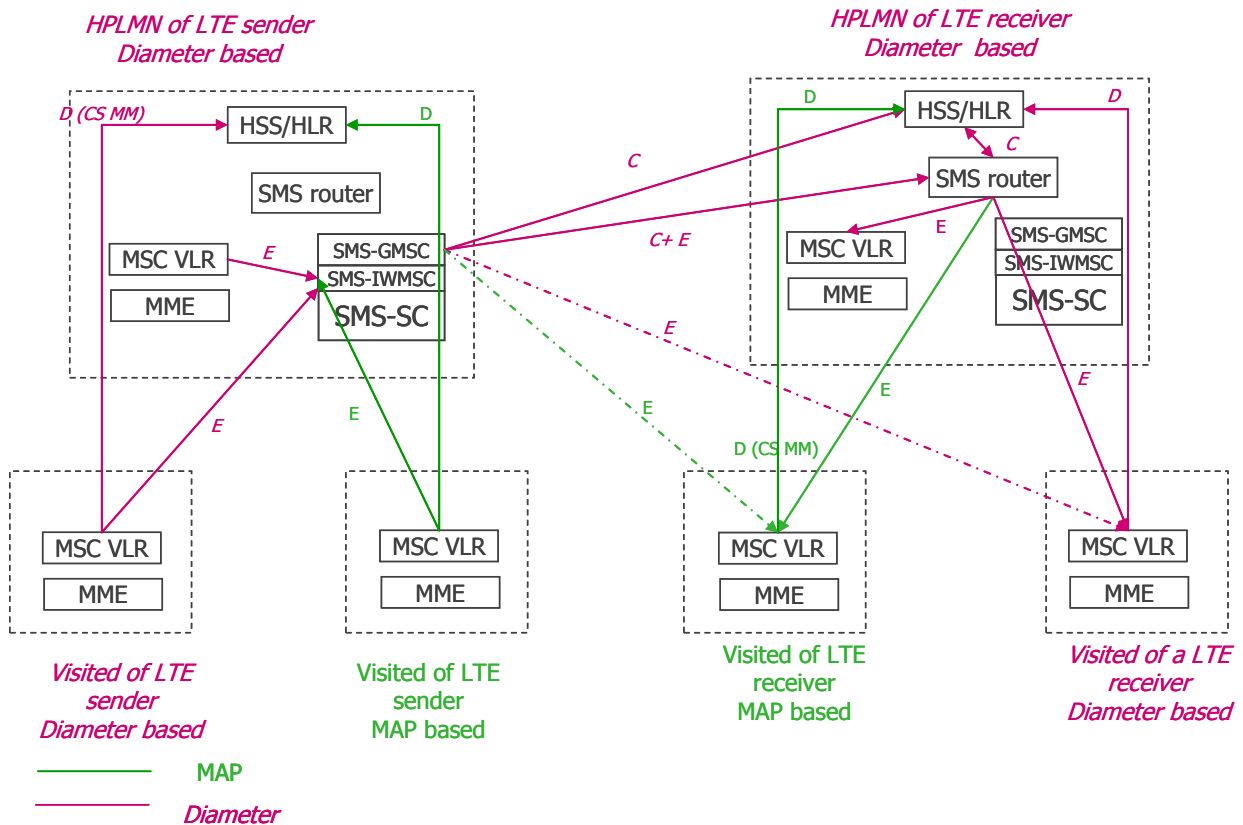 HPLMN of LTE sender
Diameter based
HPLMN of LTE receiver
Diameter based
D (CS MM)
HSS/HLR
D
SMS router
MSC VLR
E
MME
SMS-GMSC
SMS-IWMSC
SMS-SC
E
E
C
C+ E
E
E
D
HSS/HLR
D
C
SMS router
E
MSC VLR
MME
SMS-GMSC
SMS-IWMSC
SMS-SC
E
E
D (CS MM)
MSC VLR
MME
MSC VLR
MME
MSC VLR
MME
MSC VLR
MME
Visited of LTE
sender
Diameter based
Visited of LTE
sender
MAP based
Visited of LTE
receiver
MAP based
Visited of a LTE
receiver
Diameter based
MAP
Diameter